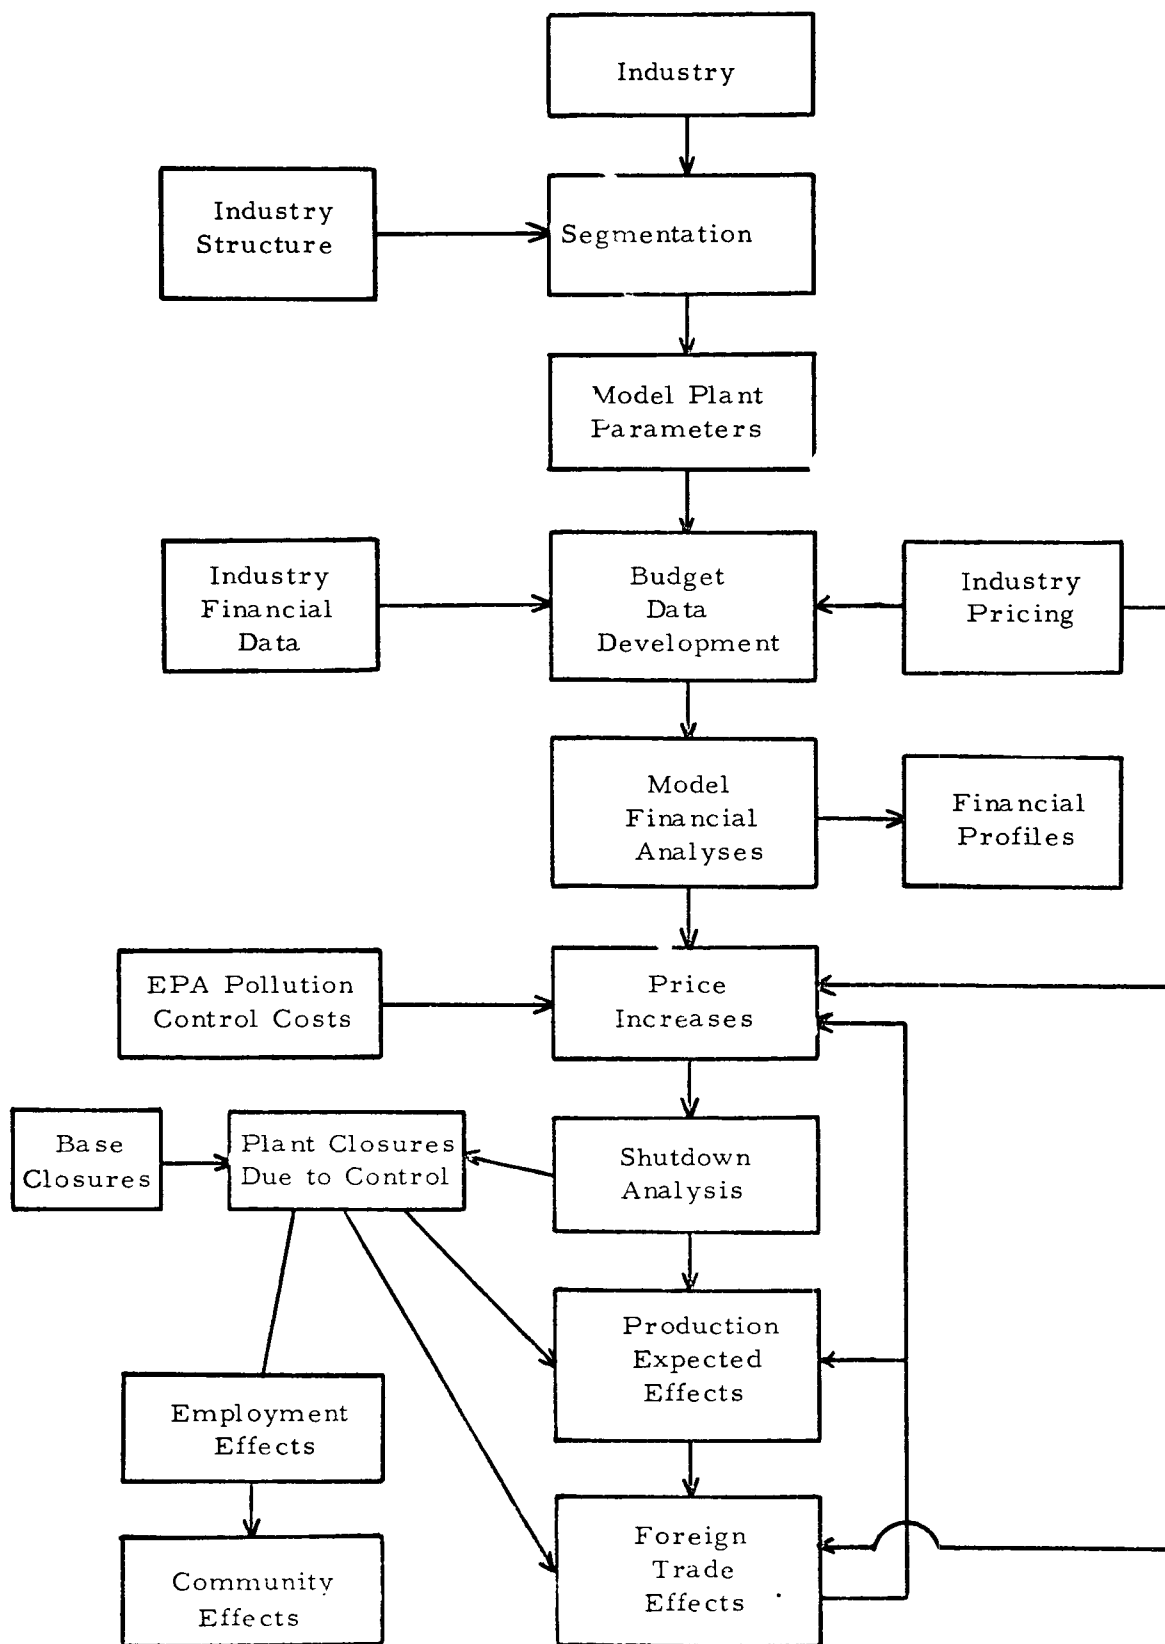 Industry
Industry
Structure
Segmentation
Model Plant
Parameters
Industry
Financial
Data
Budget
Data
Development
Industry
Pricing
Model
Financial
Analyses
Financial
Profiles
EPA Pollution
Control Costs
Price
Increases
Base
Closures
Plant Closures
Due to Control
Shutdown
Analysis
Production
Expected
Effects
Employment
Effects
Foreign
Trade
Effects
Community
Effects